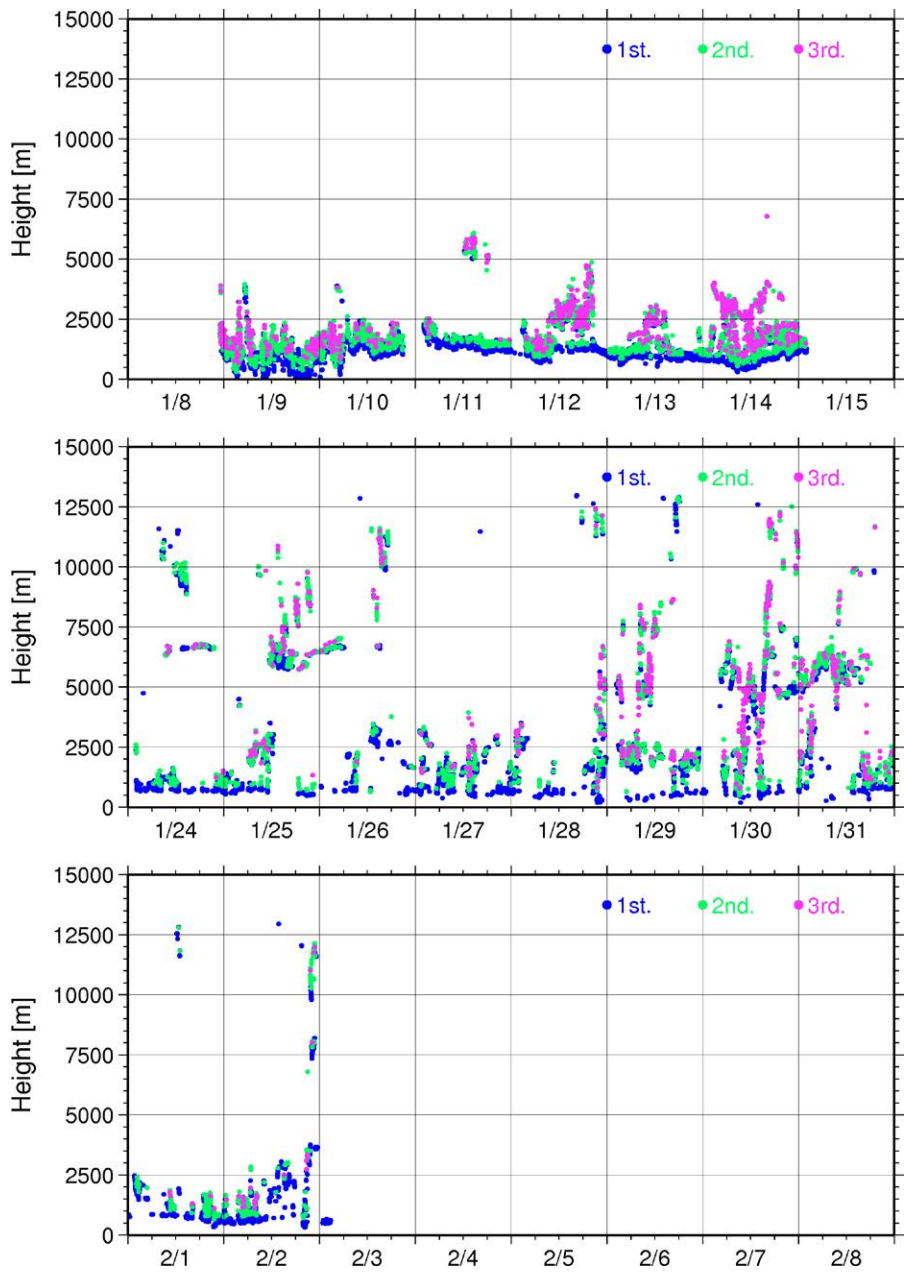 15000
1st. 2nd. 3rd.
12500
10000
7500
5000
2500
0
Height [m]
1/8 1/9 1/10 1/11 1/12 1/13 1/14 1/15
15000
1st. 2nd. 3rd.
12500
10000
7500
5000
2500
0
Height [m]
1/24 1/25 1/26 1/27 1/28 1/29 1/30 1/31
15000
1st. 2nd. 3rd.
12500
10000
7500
5000
2500
0
Height [m]
2/1 2/2 2/3 2/4 2/5 2/6 2/7 2/8